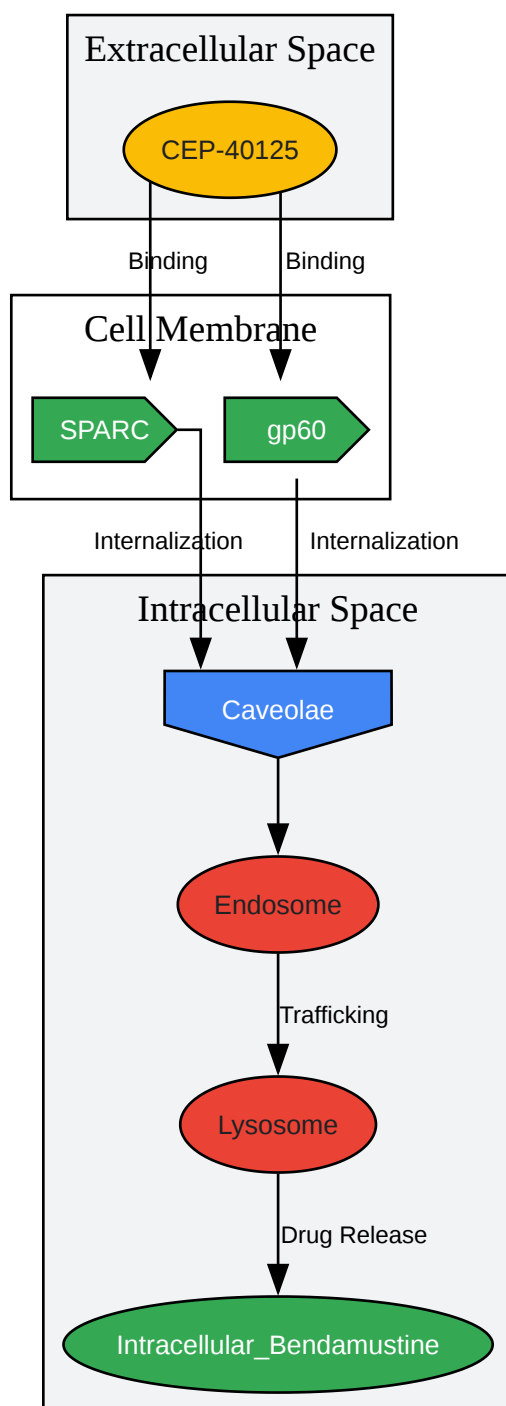 Extracellular Space
CEP-40125
Binding
Binding
Cell Membrane
SPARC
gp60
Internalization
Internalization
Intracellular Space
Caveolae
Endosome
Trafficking
Lysosome
Drug Release
Intracellular_Bendamustine